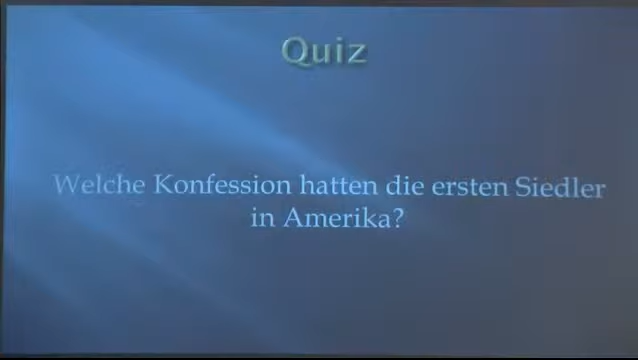 Quiz
Welche Konfession hatten die ersten Siedler
in Amerika?